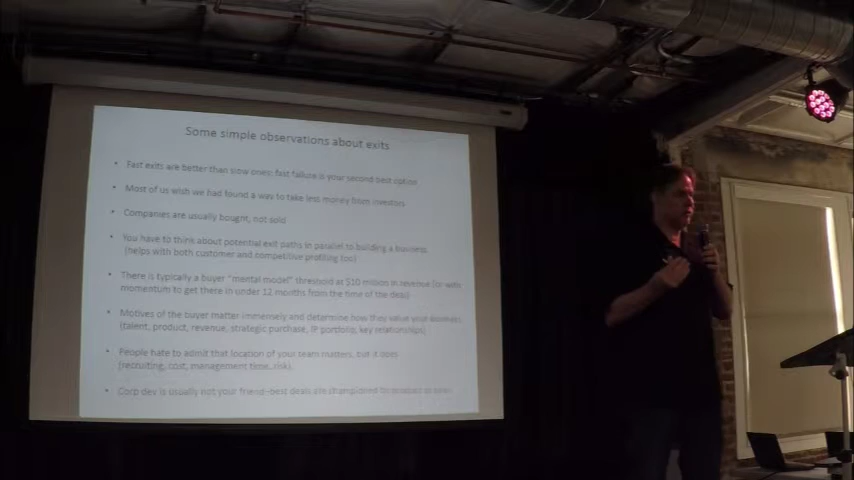 Some simple observations about exits
• Fast exits are better than slow ones; fast failure is your second-best option
• Most of us wish we had found a way to take less money from investors
• Companies are usually bought, not sold
• You have to think about potential exit paths in parallel to building a business
(helps with both customer and competitive profiling too)
• There is typically a buyer "mental model" threshold at $10 million in revenue (or with
momentum to get there in under 12 months from the time of the deal)
• Motives of the buyer matter immensely and determine how they value your business
(talent, product, revenue, strategic purchase, IP portfolio, key relationships)
• People hate to admit that location of your team matters, but it does
(recruiting, cost, management time, risk)
• Corp dev is usually not your friend–best deals are championed by